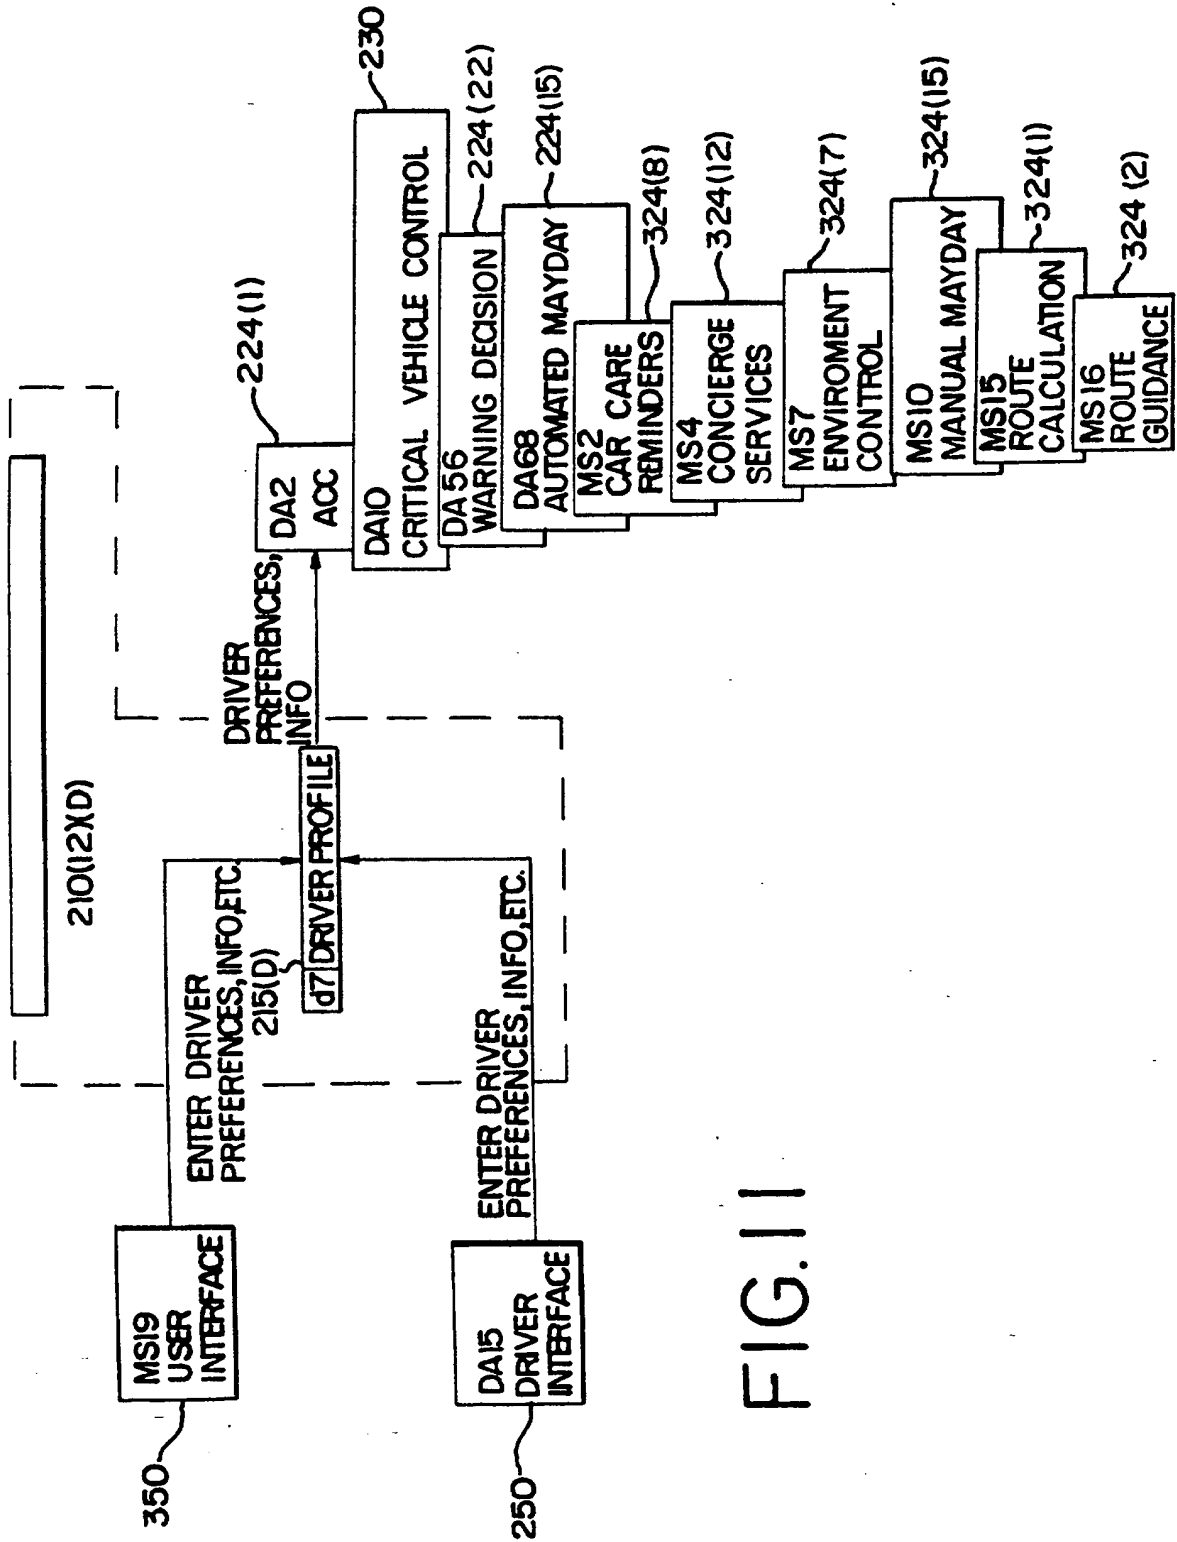 210(12)(D)
350
MS19
USER
INTERFACE
ENTER DRIVER
PREFERENCES, INFO, ETC.
215(D)
d7 DRIVER PROFILE
DRIVER
PREFERENCES,
INFO
250
DA15
DRIVER
INTERFACE
ENTER DRIVER
PREFERENCES, INFO, ETC.
224(1)
DA2
ACC
230
DA10
CRITICAL VEHICLE CONTROL
224(22)
DA56
WARNING DECISION
224(15)
DA68
AUTOMATED MAYDAY
324(8)
MS2
CAR CARE
REMINDERS
324(12)
MS4
CONCIERGE
SERVICES
324(7)
MS7
ENVIROMENT
CONTROL
324(15)
MS10
MANUAL MAYDAY
324(1)
MS15
ROUTE
CALCULATION
324(2)
MS16
ROUTE
GUIDANCE
FIG. 11